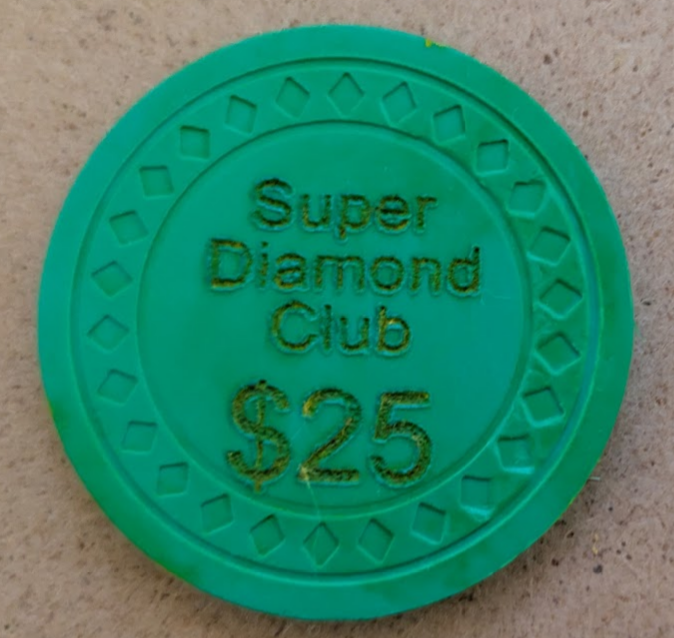 Super
Diamond
Club
$25